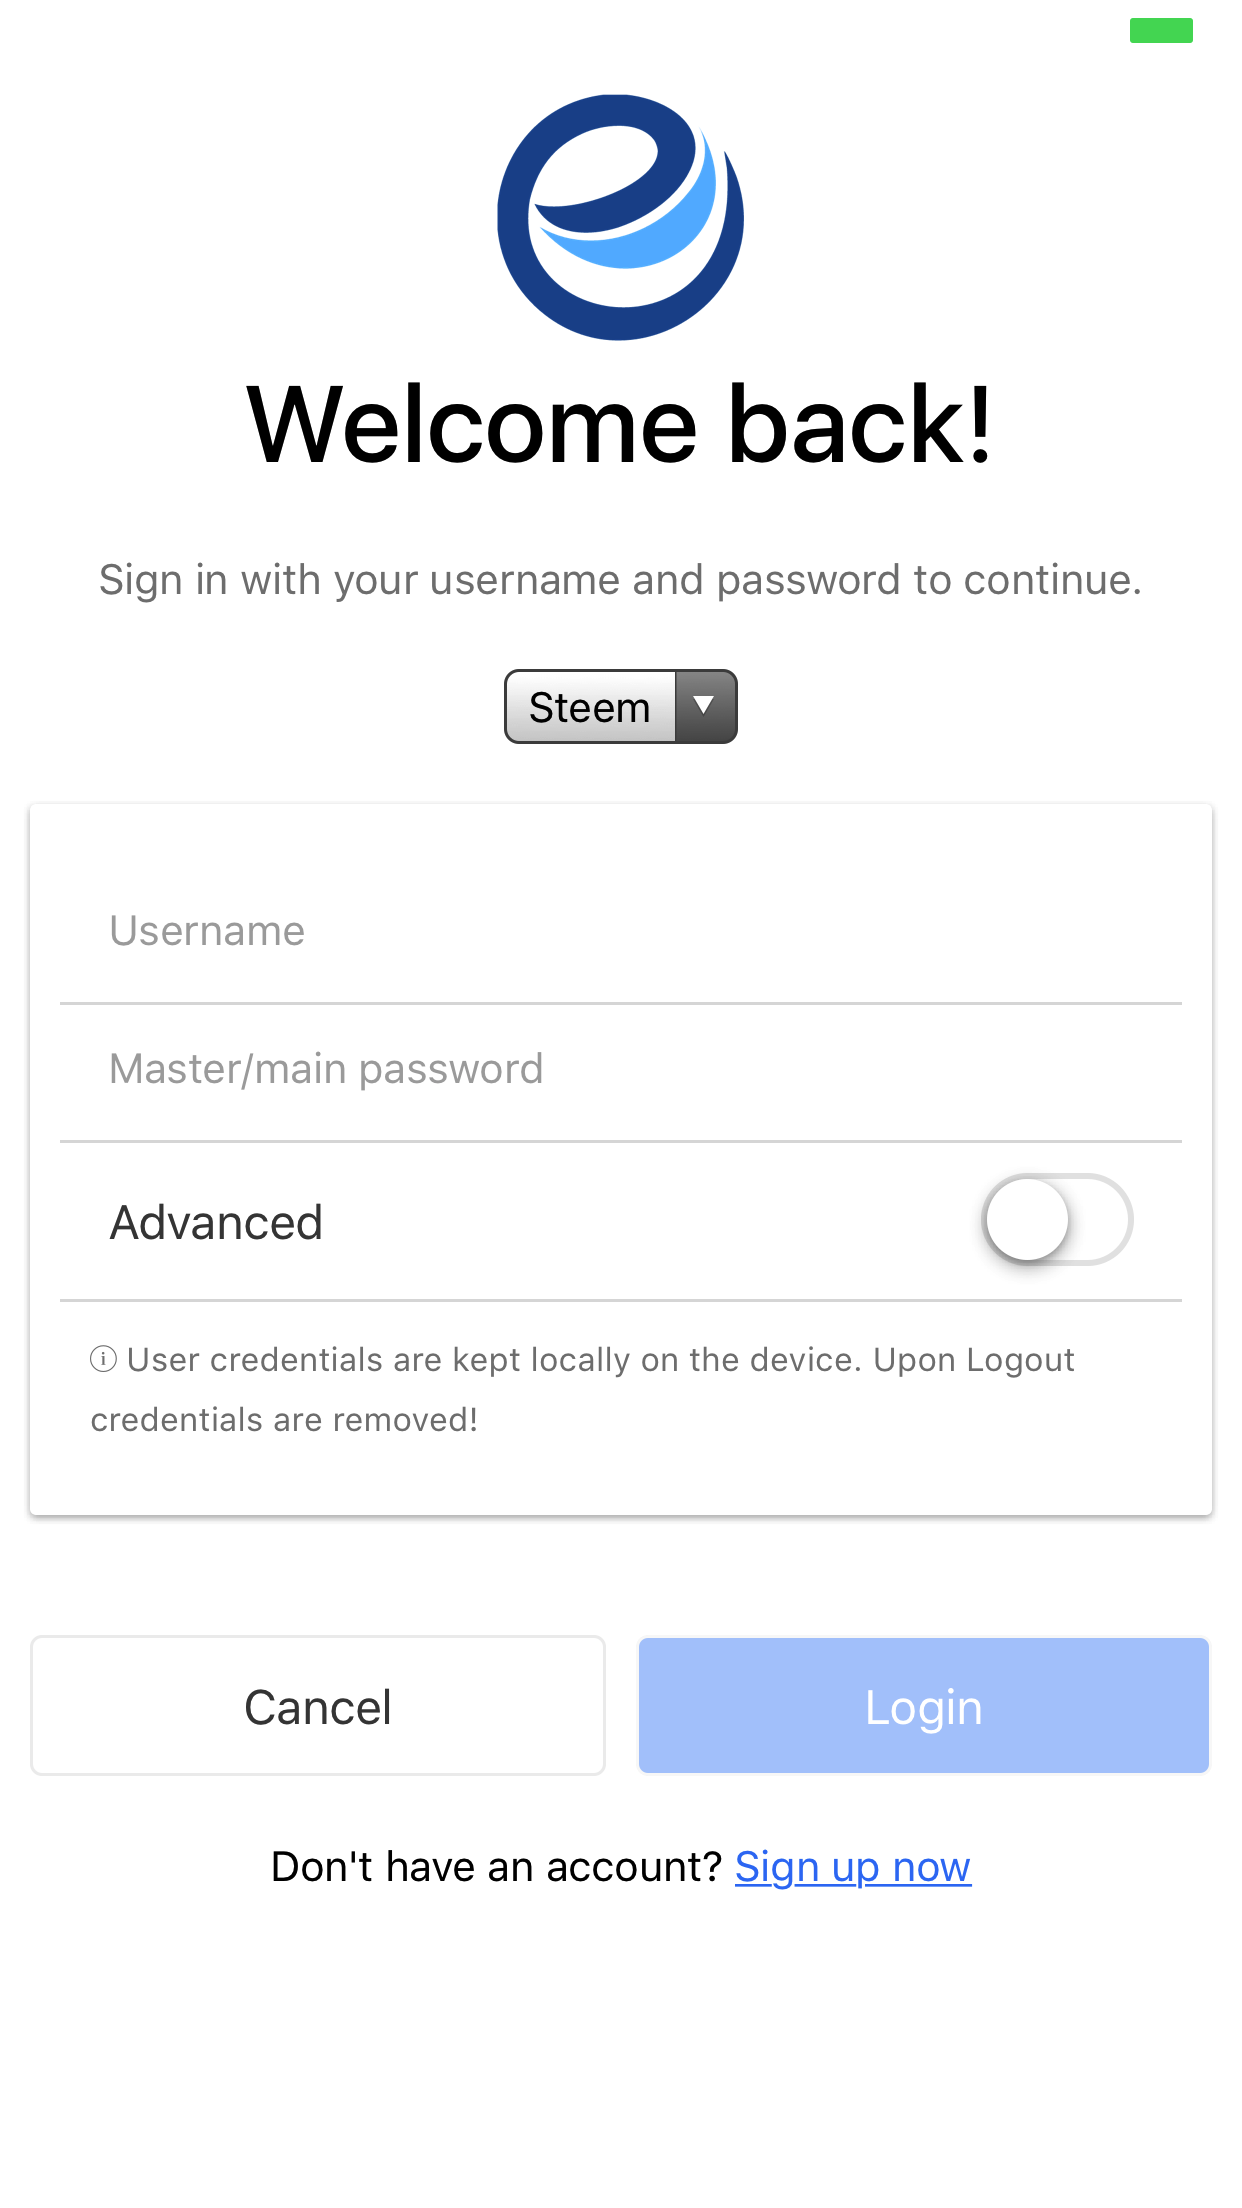 Welcome back!
Sign in with your username and password to continue.
Steem
Username
Master/main password
Advanced
ⓘ User credentials are kept locally on the device. Upon Logout
credentials are removed!
Cancel
Login
Don't have an account? Sign up now